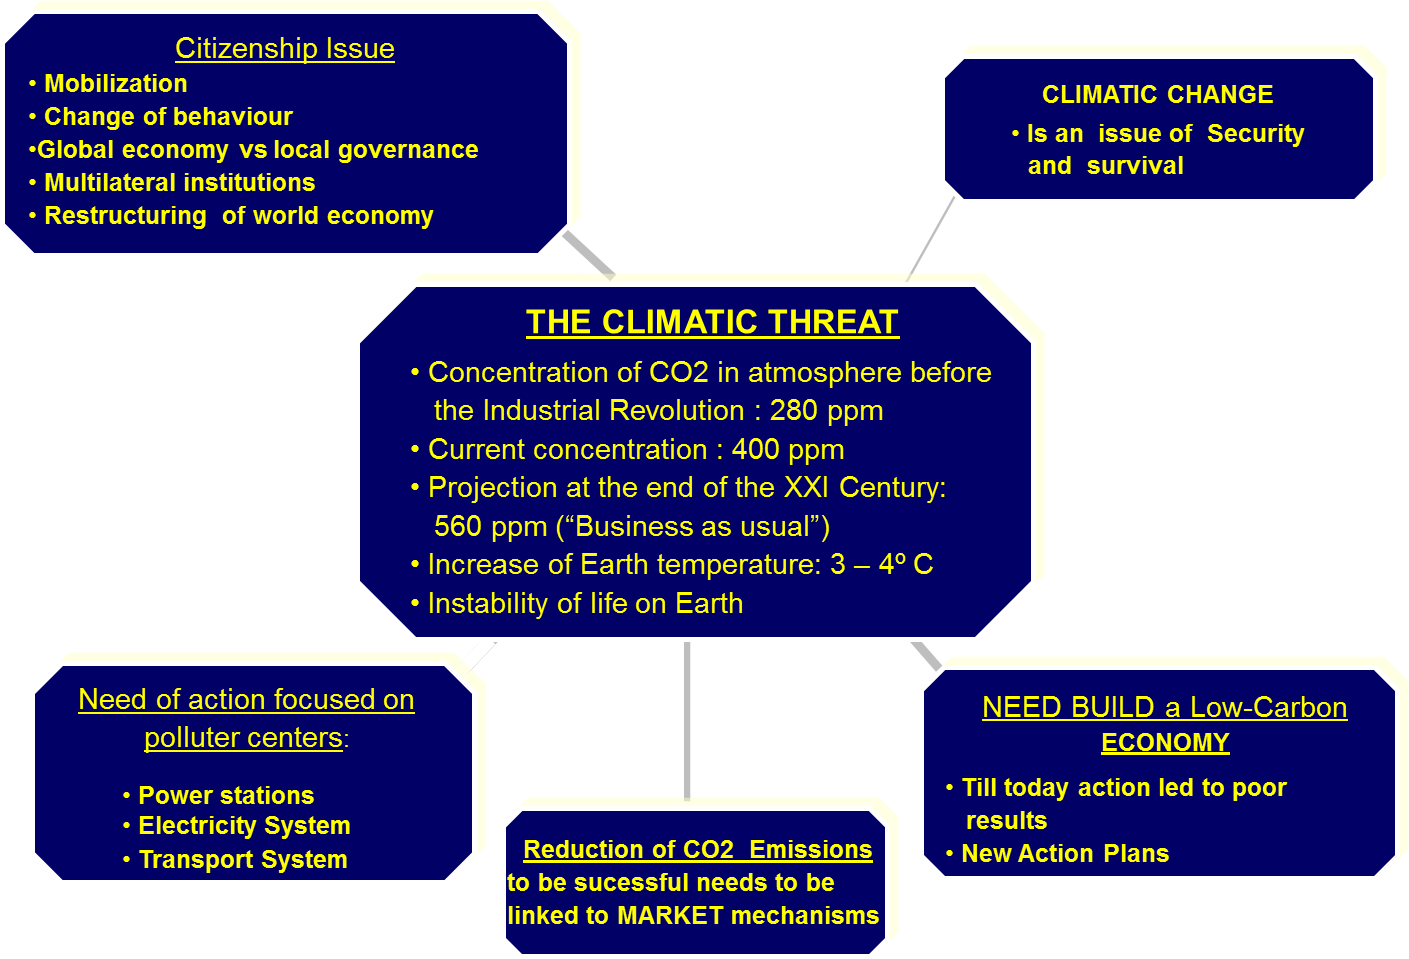 Citizenship Issue
• Mobilization
• Change of behaviour
•Global economy vs local governance
• Multilateral institutions
• Restructuring of world economy
CLIMATIC CHANGE
• Is an issue of Security
and survival
THE CLIMATIC THREAT
• Concentration of CO2 in atmosphere before
the Industrial Revolution : 280 ppm
• Current concentration : 400 ppm
• Projection at the end of the XXI Century:
560 ppm (“Business as usual”)
• Increase of Earth temperature: 3 – 4º C
• Instability of life on Earth
Need of action focused on
polluter centers:
• Power stations
• Electricity System
• Transport System
Reduction of CO2 Emissions
to be sucessful needs to be
linked to MARKET mechanisms
NEED BUILD a Low-Carbon
ECONOMY
• Till today action led to poor
results
• New Action Plans